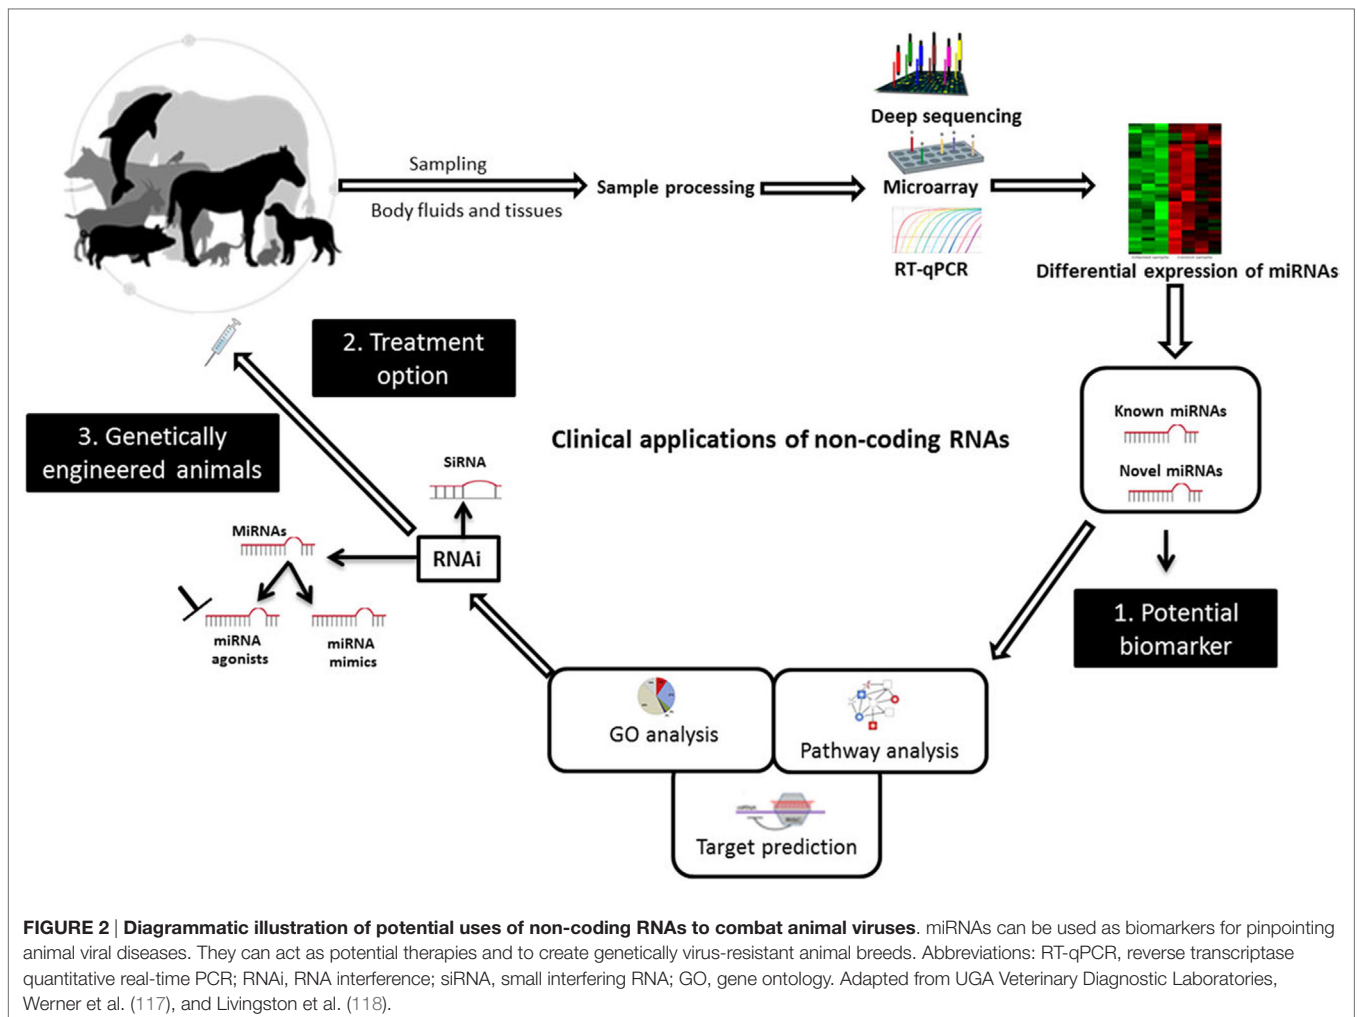 Sampling
Body fluids and tissues
Sample processing
Deep sequencing
Microarray
RT-qPCR
Differential expression of miRNAs
2. Treatment
option
3. Genetically
engineered animals
Clinical applications of non-coding RNAs
Known miRNAs
Novel miRNAs
1. Potential
biomarker
SiRNA
MiRNAs
RNAi
miRNA
agonists
miRNA
mimics
GO analysis
Pathway analysis
Target prediction
FIGURE 2 | Diagrammatic illustration of potential uses of non-coding RNAs to combat animal viruses. miRNAs can be used as biomarkers for pinpointing
animal viral diseases. They can act as potential therapies and to create genetically virus-resistant animal breeds. Abbreviations: RT-qPCR, reverse transcriptase
quantitative real-time PCR; RNAi, RNA interference; siRNA, small interfering RNA; GO, gene ontology. Adapted from UGA Veterinary Diagnostic Laboratories,
Werner et al. (117), and Livingston et al. (118).